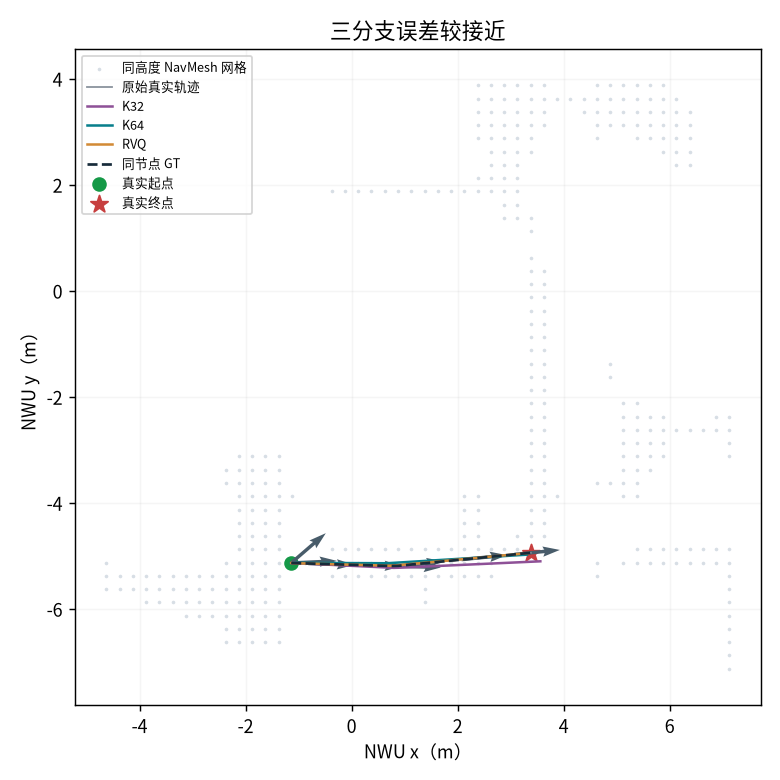 三分支误差较接近
同高度 NavMesh 网格
原始真实轨迹
K32
K64
RVQ
同节点 GT
真实起点
真实终点
4
2
0
-2
-4
-6
NWU y（m）
-4
-2
0
2
4
6
NWU x（m）